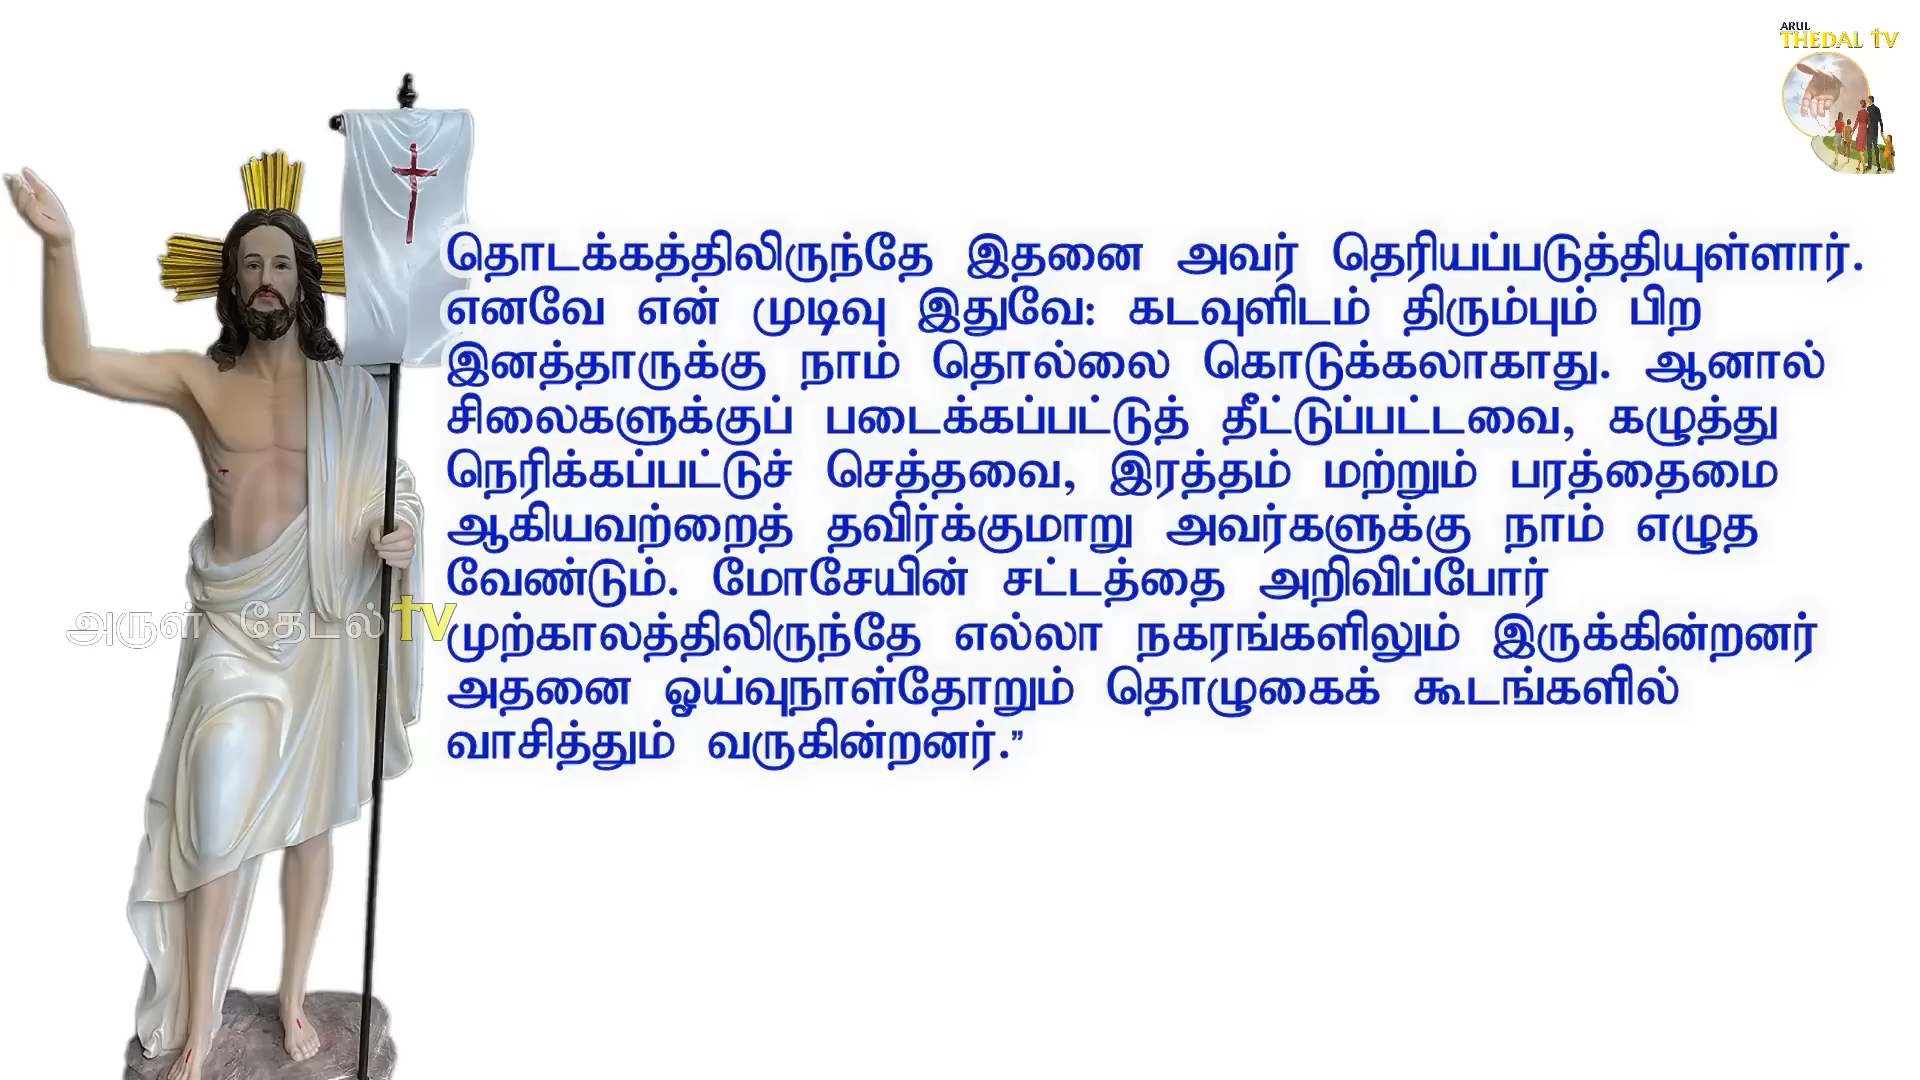 ARUL
THEDAL TV
தொடக்கத்திலிருந்தே இதனை அவர் தெரியப்படுத்தியுள்ளார்.
எனவே என் முடிவு இதுவே: கடவுளிடம் திரும்பும் பிற
இனத்தாருக்கு நாம் தொல்லை கொடுக்கலாகாது. ஆனால்
சிலைகளுக்குப் படைக்கப்பட்டுத் தீட்டுப்பட்டவை, கழுத்து
நெரிக்கப்பட்டுச் செத்தவை, இரத்தம் மற்றும் பரத்தைமை
ஆகியவற்றைத் தவிர்க்குமாறு அவர்களுக்கு நாம் எழுத
வேண்டும். மோசேயின் சட்டத்தை அறிவிப்போர்
முற்காலத்திலிருந்தே எல்லா நகரங்களிலும் இருக்கின்றனர்
அதனை ஓய்வுநாள்தோறும் தொழுகைக் கூடங்களில்
வாசித்தும் வருகின்றனர்.”
அருள் தேடல் TV